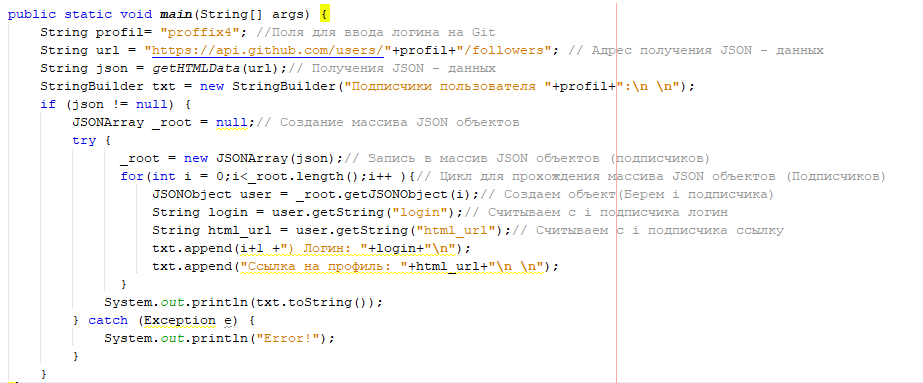 public static void main(String[] args) {
String profil= "proffix4"; //Поля для ввода логина на Git
String url = "https://api.github.com/users/"+profil+"/followers"; // Адрес получения JSON - данных
String json = getHTMLData(url);// Получения JSON - данных
StringBuilder txt = new StringBuilder("Подписчики пользователя "+profil+":\n \n");
if (json != null) {
JSONArray _root = null;// Создание массива JSON объектов
try {
_root = new JSONArray(json);// Запись в массив JSON объектов (подписчиков)
for(int i = 0;i<_root.length();i++ ){// Цикл для прохождения массива JSON объектов (Подписчиков)
JSONObject user = _root.getJSONObject(i);// Создаем объект(Берем i подписчика)
String login = user.getString("login");// Считываем с i подписчика логин
String html_url = user.getString("html_url");// Считываем с i подписчика ссылку
txt.append(i+1 +") Логин: "+login+"\n");
txt.append("Ссылка на профиль: "+html_url+"\n \n");
}
System.out.println(txt.toString());
} catch (Exception e) {
System.out.println("Error!");
}
}